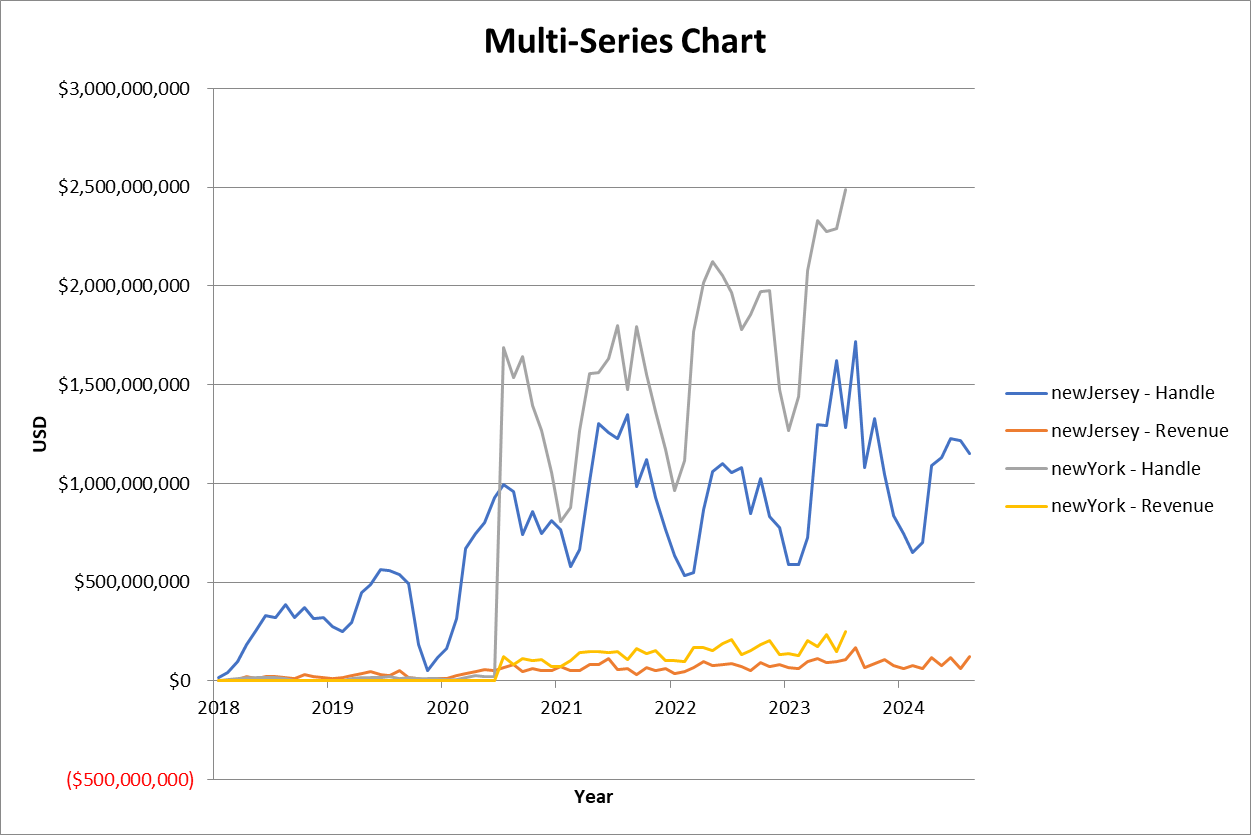 Multi-Series Chart
$3,000,000,000
$2,500,000,000
$2,000,000,000
$1,500,000,000
$1,000,000,000
$500,000,000
$0
($500,000,000)
USD
2018 2019 2020 2021 2022 2023 2024
Year
newJersey - Handle
newJersey - Revenue
newYork - Handle
newYork - Revenue